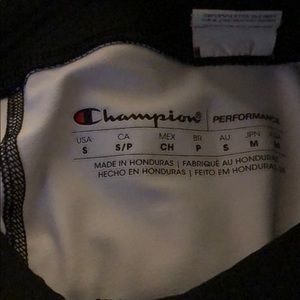 Champion PERFORMANCE
USA CA MEX BR AU JPN
S S/P CH P S M M
MADE IN HONDURAS | FABRIQUÉ AU HONDURAS
HECHO EN HONDURAS | FEITO EM HONDURAS